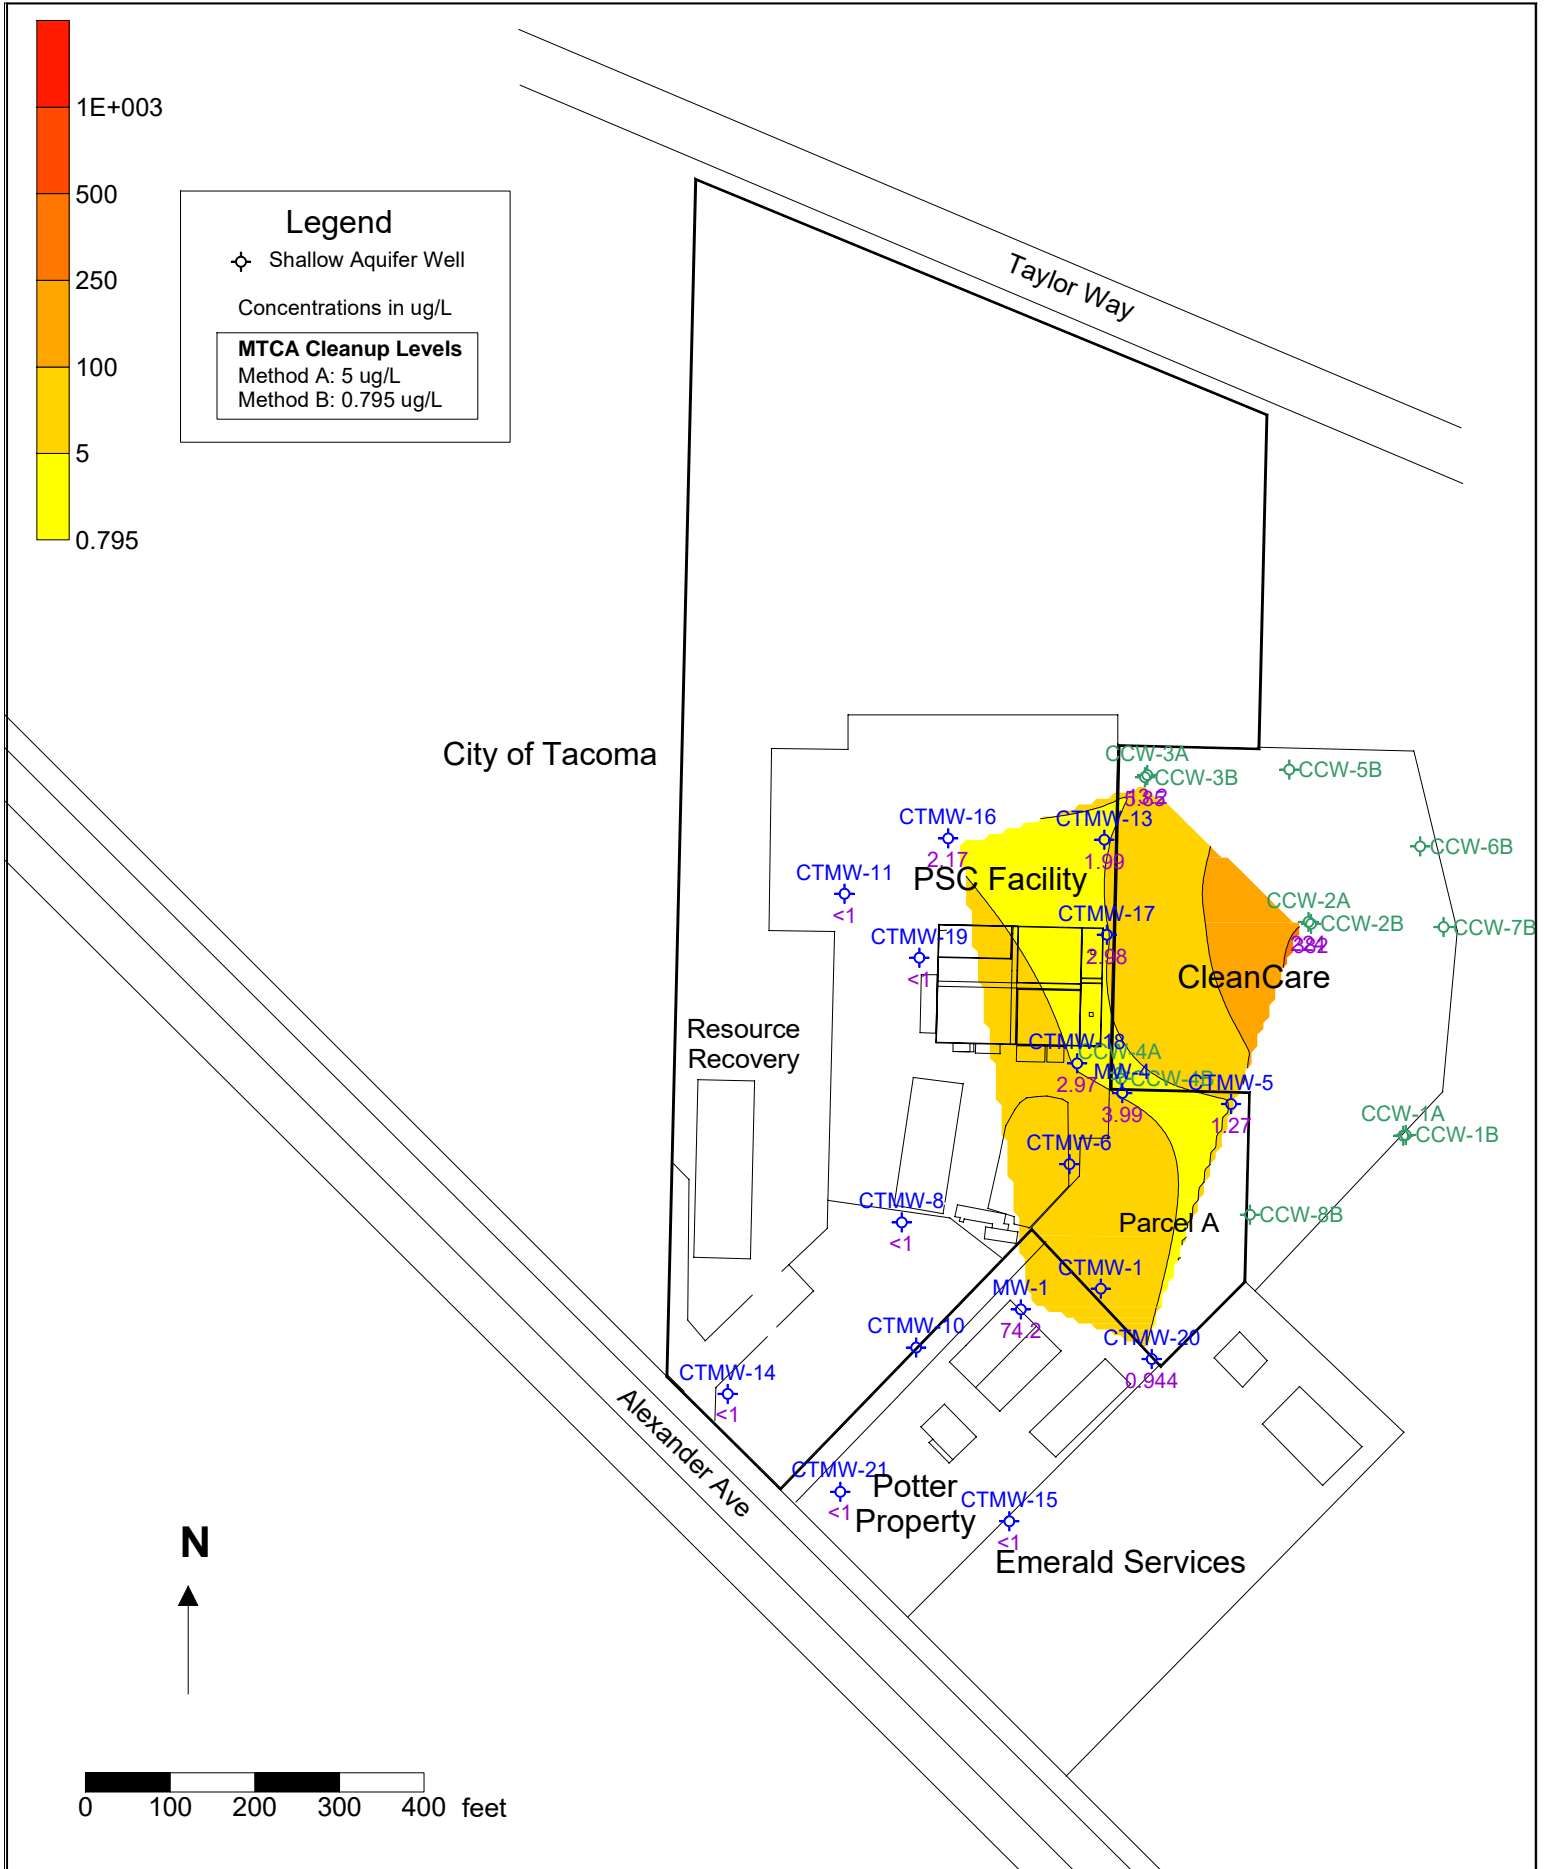 1E+003
500
250
100
5
0.795
Legend
Shallow Aquifer Well
Concentrations in ug/L
MTCA Cleanup Levels
Method A: 5 ug/L
Method B: 0.795 ug/L
Taylor Way
City of Tacoma
CCW-3A
CCW-3B
CCW-5B
CTMW-16
2.17
CTMW-13
1.99
CCW-6B
CTMW-11
<1
PSC Facility
CCW-2A
CCW-2B
CCW-7B
CTMW-17
2.98
CTMW-19
<1
CleanCare
Resource
Recovery
CTMW-18
2.97
CCW-4A
MW-4
CCW-4B
3.99
CTMW-5
1.27
CCW-1A
CCW-1B
CTMW-6
CTMW-8
<1
Parcel A
CCW-8B
CTMW-1
MW-1
74.2
CTMW-10
CTMW-20
0.944
CTMW-14
<1
Alexander Ave
CTMW-21
<1
Potter
Property
CTMW-15
<1
Emerald Services
N
0 100 200 300 400 feet